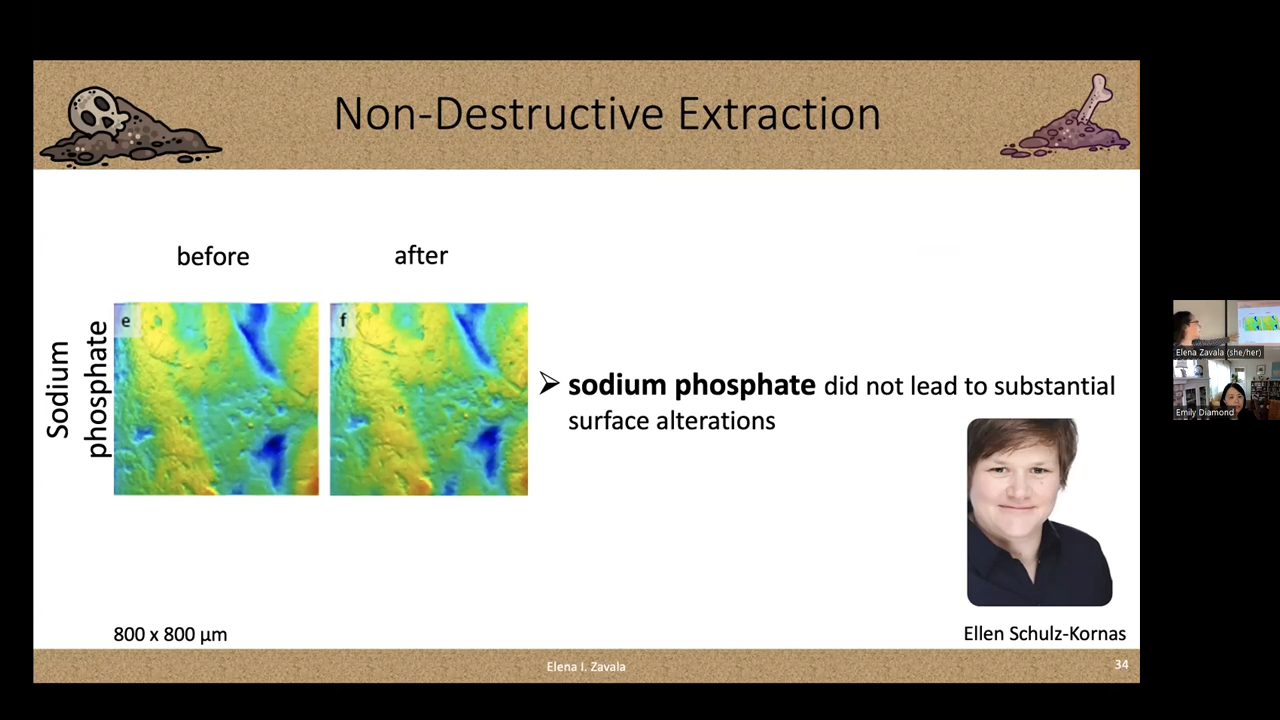 Non-Destructive Extraction
before
after
Sodium
phosphate
e
f
➢ sodium phosphate did not lead to substantial
surface alterations
800 x 800 µm
Ellen Schulz-Kornas
Elena I. Zavala
34
Elena Zavala (she/her)
Emily Diamond